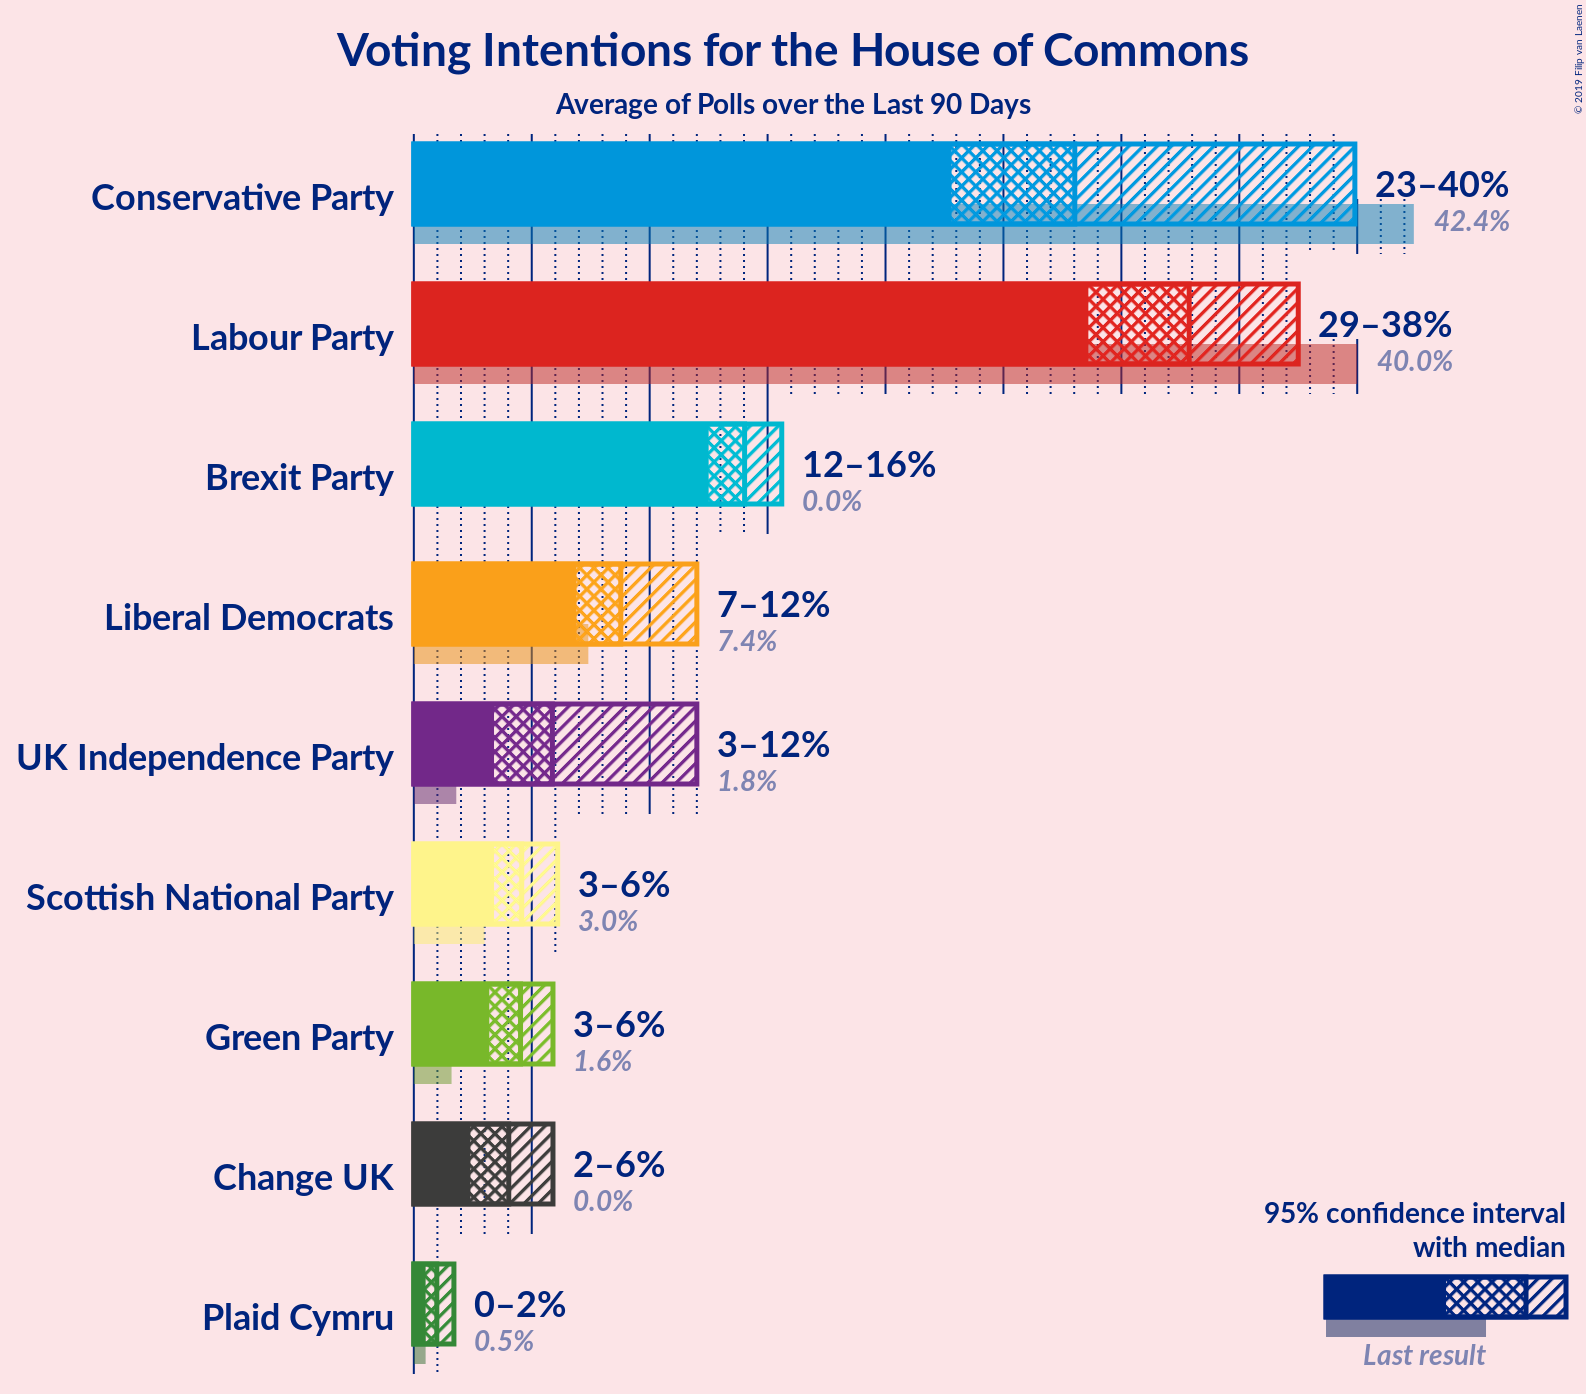 Voting Intentions for the House of Commons
Average of Polls over the Last 90 Days
© 2019 Filip van Laenen
Conservative Party
23–40%
42.4%
Labour Party
29–38%
40.0%
Brexit Party
12–16%
0.0%
Liberal Democrats
7–12%
7.4%
UK Independence Party
3–12%
1.8%
Scottish National Party
3–6%
3.0%
Green Party
3–6%
1.6%
Change UK
2–6%
0.0%
Plaid Cymru
0–2%
0.5%
95% confidence interval
with median
Last result